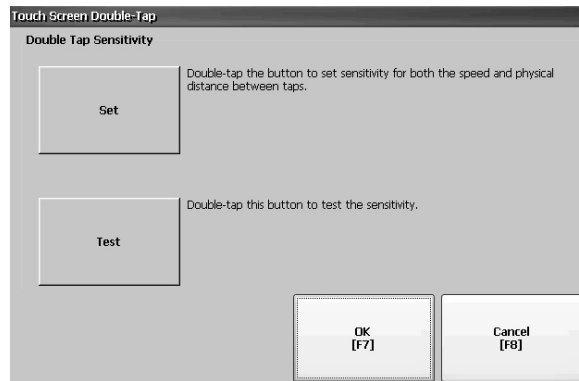 Touch Screen Double-Tap
Double Tap Sensitivity
Set
Double-tap the button to set sensitivity for both the speed and physical
distance between taps.
Test
Double-tap this button to test the sensitivity.
OK
[F7]
Cancel
[F8]